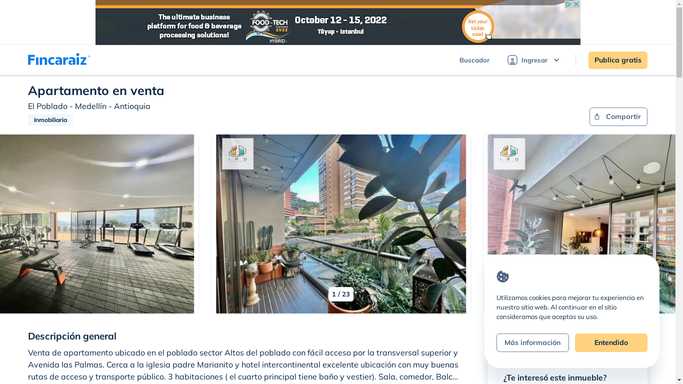 The ultimate business
platform for food & beverage
processing solutions!
FOOD-TECH
HYBRID
October 12 - 15, 2022
Tüyap - Istanbul
Fincaraiz
Buscador
Ingresar
Publica gratis
Apartamento en venta
El Poblado - Medellín - Antioquia
Inmobiliaria
Compartir
1 / 23
Utilizamos cookies para mejorar tu experiencia en
nuestro sitio web. Al continuar en el sitio
consideramos que aceptas su uso.
Más información
Entendido
Descripción general
Venta de apartamento ubicado en el poblado sector Altos del poblado con fácil acceso por la transversal superior y
Avenida las Palmas. Cerca a la iglesia padre Marianito y hotel intercontinental excelente ubicación con muy buenas
rutas de acceso y transporte público. 3 habitaciones ( el cuarto principal tiene baño y vestier). Sala, comedor, Balc...
¿Te interesó este inmueble?